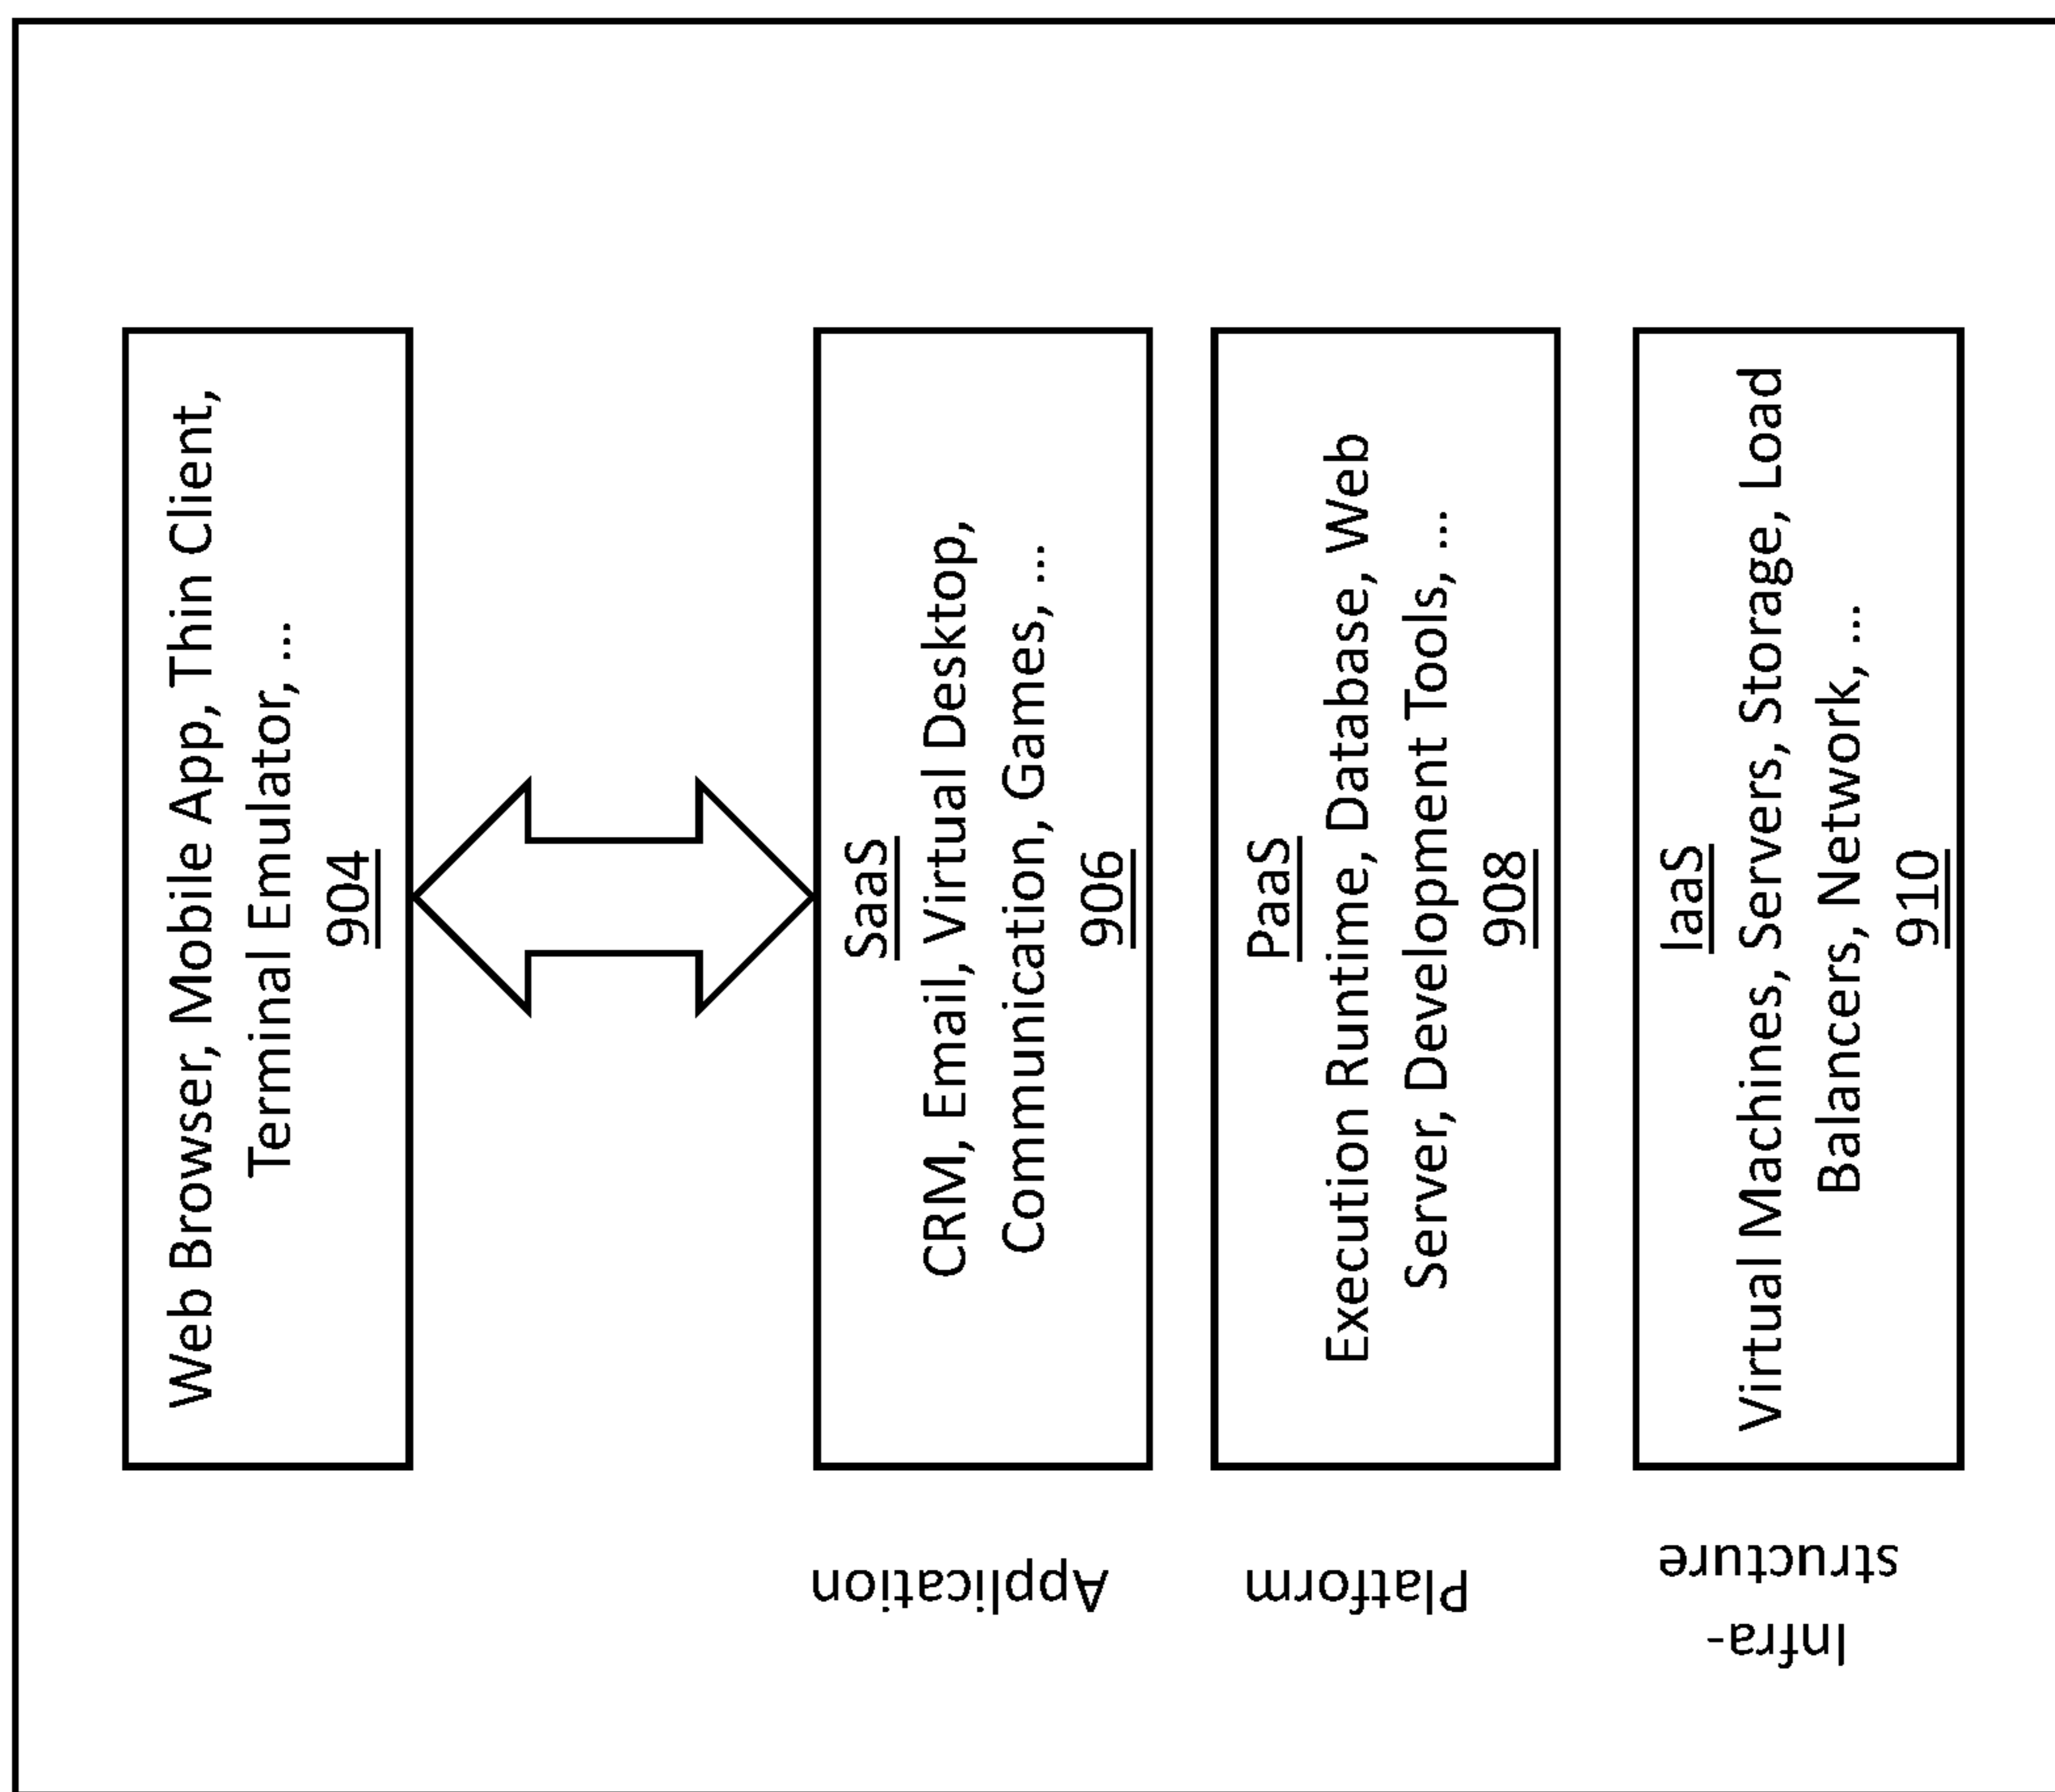 Web Browser, Mobile App, Thin Client,
Terminal Emulator, ...
904
Application
SaaS
CRM, Email, Virtual Desktop,
Communication, Games, ...
906
Platform
PaaS
Execution Runtime, Database, Web
Server, Development Tools, ...
908
Infra-
structure
IaaS
Virtual Machines, Servers, Storage, Load
Balancers, Network, ...
910